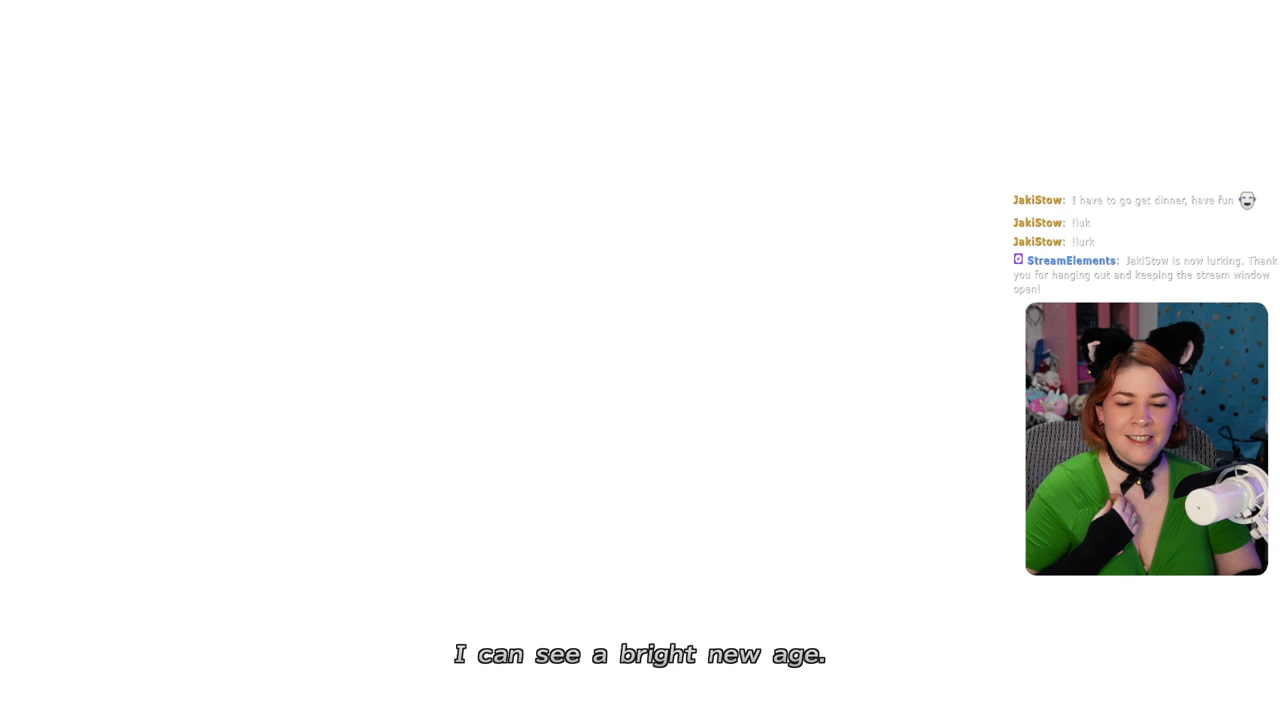 JakiStow: I have to go get dinner, have fun
JakiStow: !luk
JakiStow: !lurk
StreamElements: JakiStow is now lurking. Thank
you for hanging out and keeping the stream window
open!
I can see a bright new age.